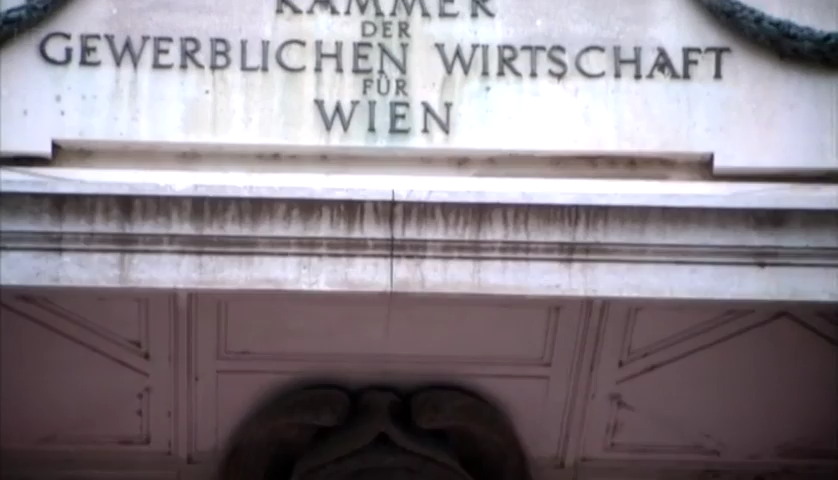 KAMMER
DER
GEWERBLICHEN WIRTSCHAFT
FÜR
WIEN